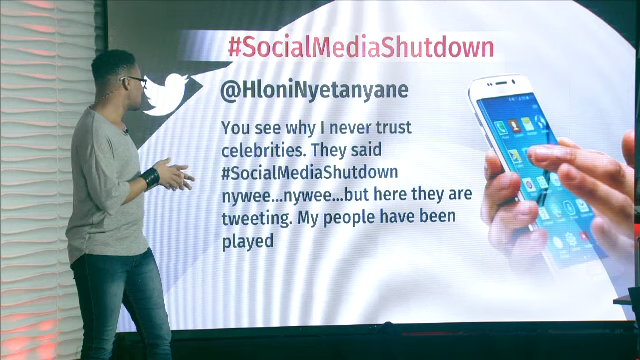 #SocialMediaShutdown
@HloniNyetanyane
You see why I never trust
celebrities. They said
#SocialMediaShutdown
nywee...nywee...but here they are
tweeting. My people have been
played